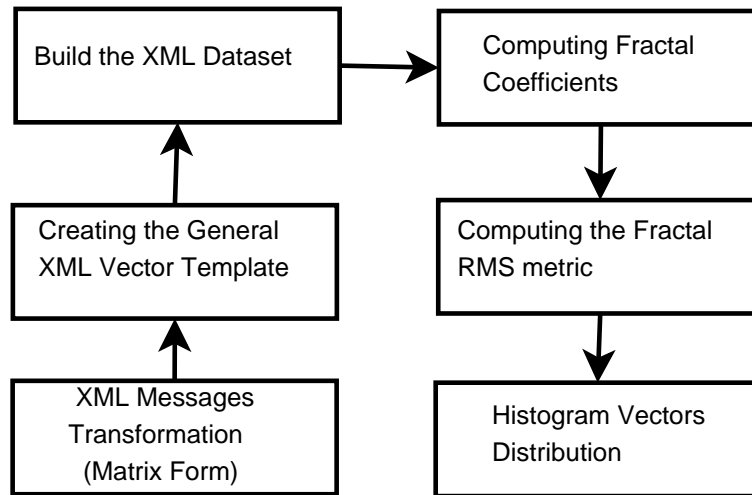 Build the XML Dataset
Computing Fractal
Coefficients
Creating the General
XML Vector Template
Computing the Fractal
RMS metric
XML Messages
Transformation
(Matrix Form)
Histogram Vectors
Distribution